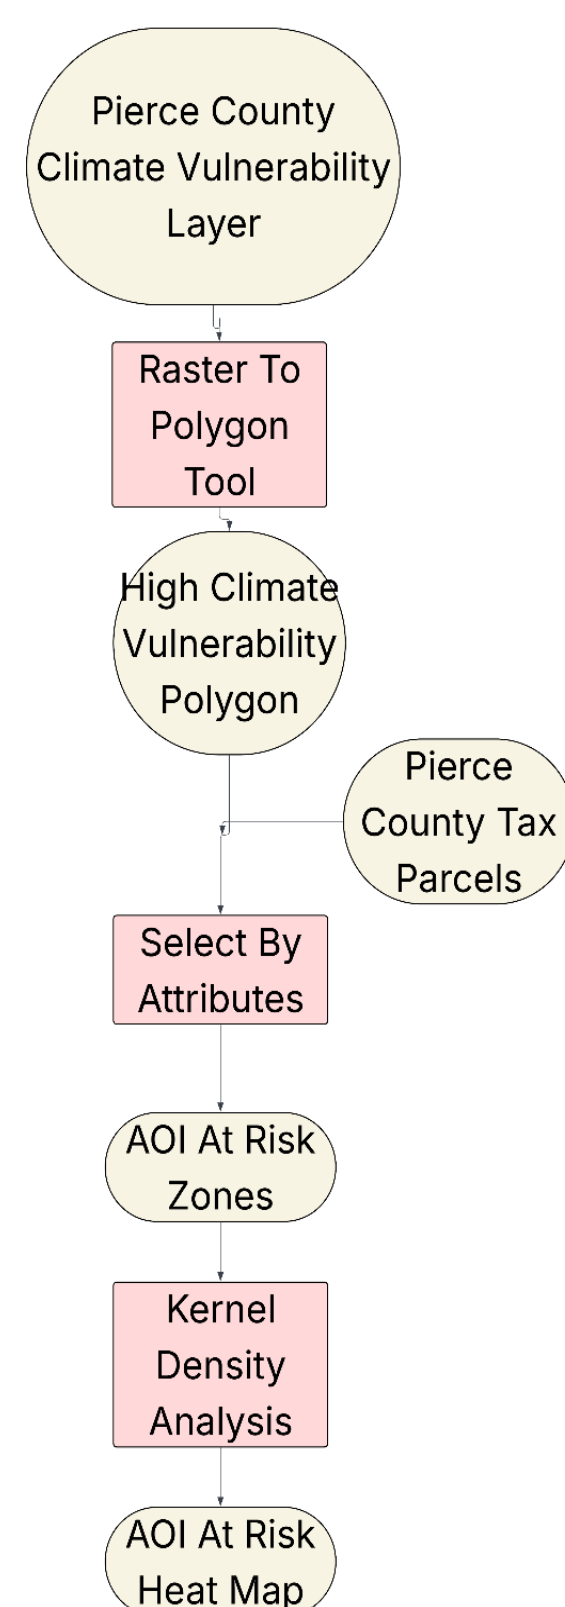 Pierce County
Climate Vulnerability
Layer
Raster To
Polygon
Tool
High Climate
Vulnerability
Polygon
Pierce
County Tax
Parcels
Select By
Attributes
AOI At Risk
Zones
Kernel
Density
Analysis
AOI At Risk
Heat Map